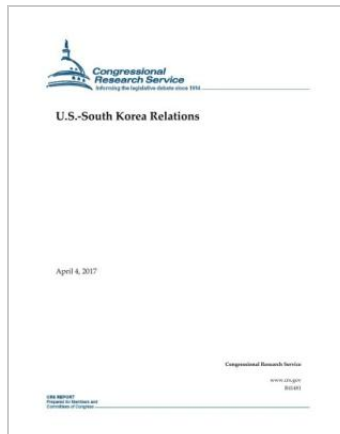 Congressional
Research Service
Informing the legislative debate since 1914
U.S.-South Korea Relations
April 4, 2017
Congressional Research Service
www.crs.gov
CRS REPORT
Prepared for Members and
Committees of Congress